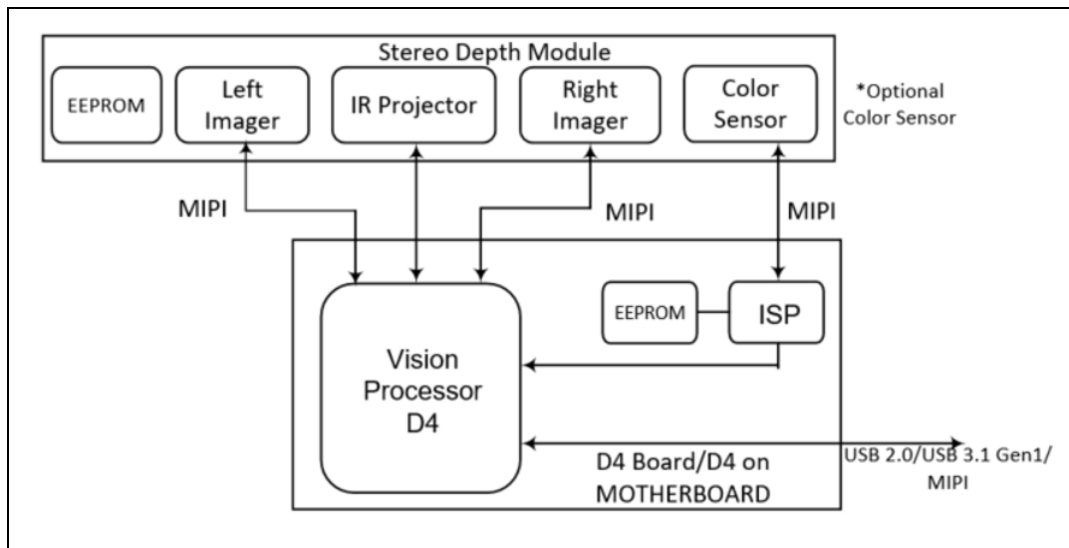 Stereo Depth Module
EEPROM
Left
Imager
IR Projector
Right
Imager
Color
Sensor
*Optional
Color Sensor
MIPI
MIPI
MIPI
EEPROM
ISP
Vision
Processor
D4
D4 Board/D4 on
MOTHERBOARD
USB 2.0/USB 3.1 Gen1/
MIPI